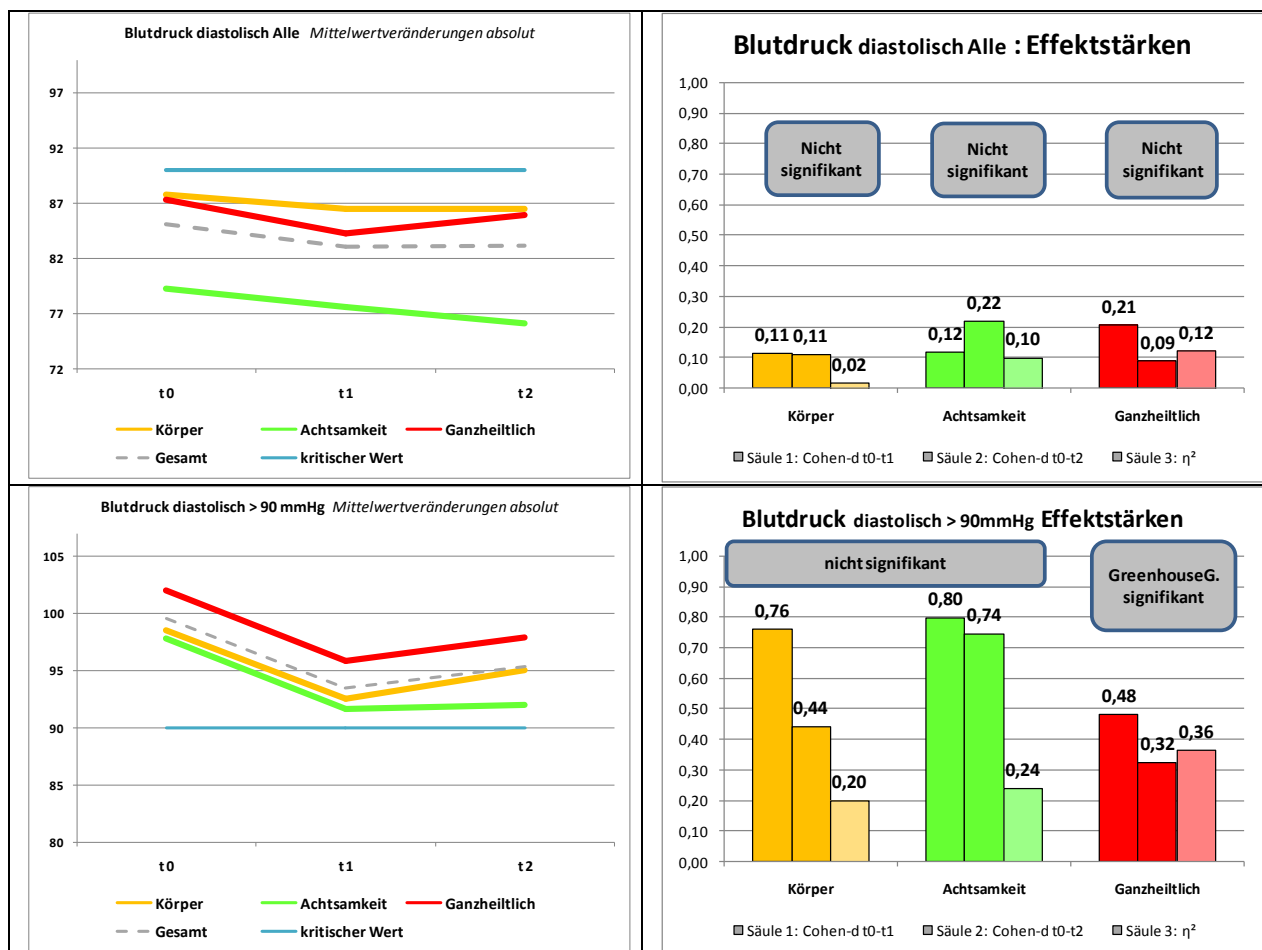 Blutdruck diastolisch Alle Mittelwertveränderungen absolut
97
92
87
82
77
72
t0 t1 t2
Körper Achtsamkeit Ganzheiltlich
Gesamt kritischer Wert
Blutdruck diastolisch Alle : Effektstärken
1,00
0,90
0,80
0,70
0,60
0,50
0,40
0,30
0,20
0,10
0,00
Nicht
signifikant
Nicht
signifikant
Nicht
signifikant
0,11 0,11 0,02 0,12 0,22 0,10 0,21 0,09 0,12
Körper Achtsamkeit Ganzheiltlich
Säule 1: Cohen-d t0-t1 Säule 2: Cohen-d t0-t2 Säule 3: η²
Blutdruck diastolisch > 90 mmHg Mittelwertveränderungen absolut
105
100
95
90
85
80
t0 t1 t2
Körper Achtsamkeit Ganzheiltlich
Gesamt kritischer Wert
Blutdruck diastolisch > 90mmHg Effektstärken
1,00
0,90
0,80
0,70
0,60
0,50
0,40
0,30
0,20
0,10
0,00
nicht signifikant
GreenhouseG.
signifikant
0,76 0,44 0,20 0,80 0,74 0,24 0,48 0,32 0,36
Körper Achtsamkeit Ganzheiltlich
Säule 1: Cohen-d t0-t1 Säule 2: Cohen-d t0-t2 Säule 3: η²